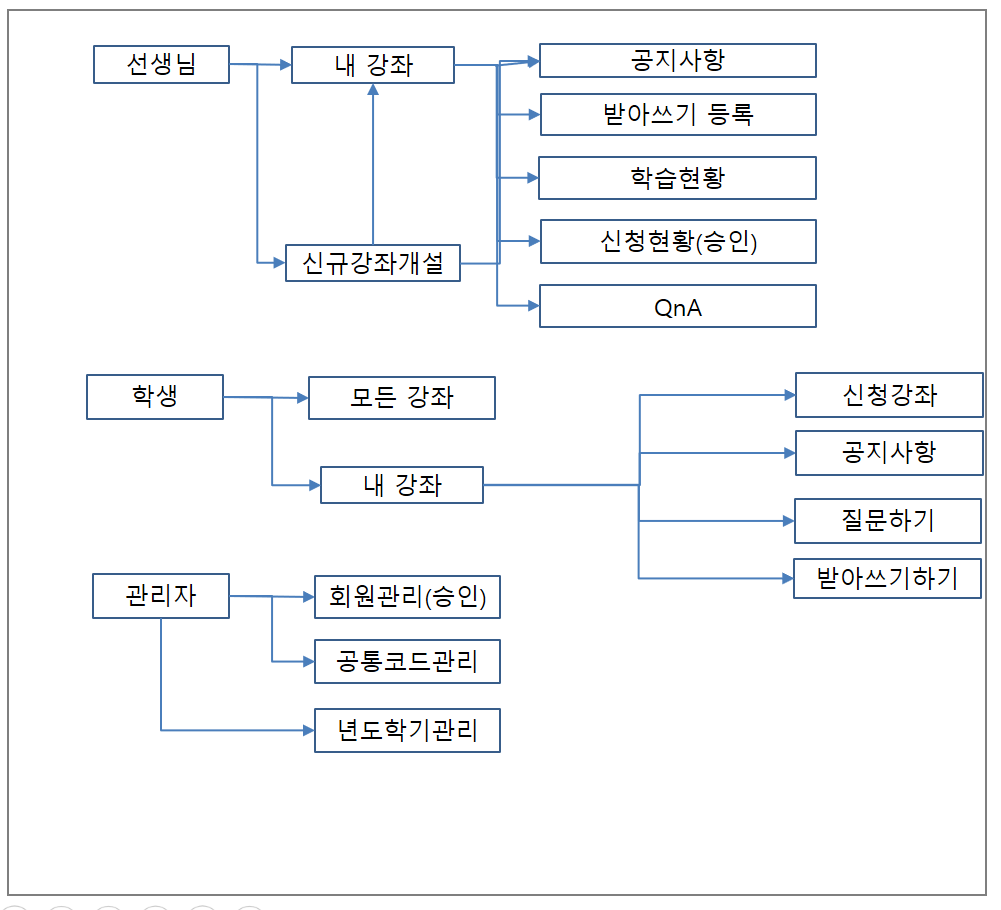 선생님
내 강좌
신규강좌개설
공지사항
받아쓰기 등록
학습현황
신청현황(승인)
QnA
학생
모든 강좌
내 강좌
신청강좌
공지사항
질문하기
받아쓰기하기
관리자
회원관리(승인)
공통코드관리
년도학기관리